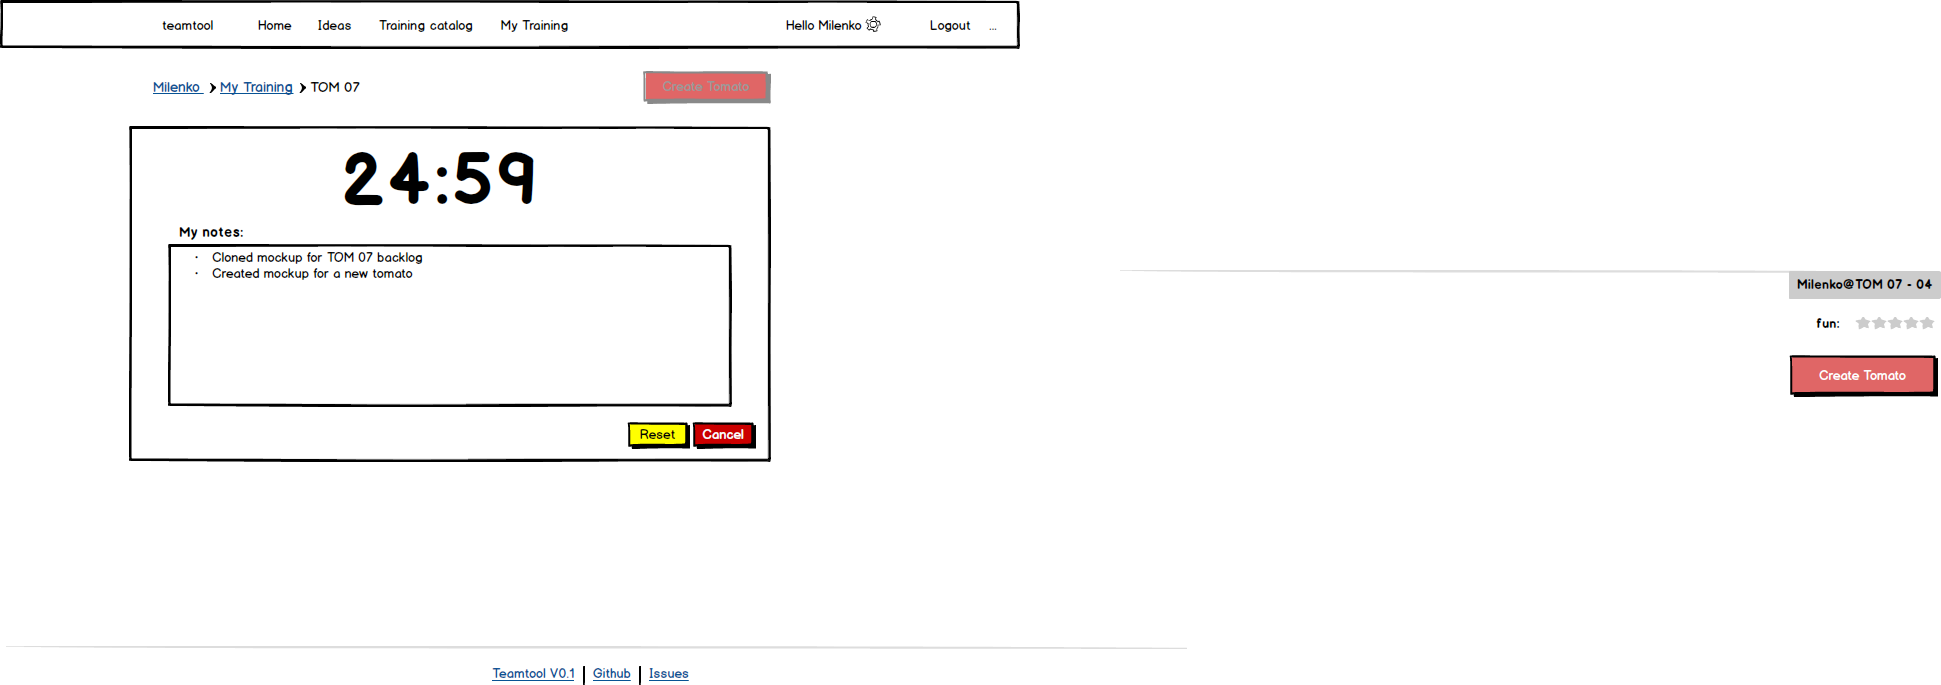 teamtool Home Ideas Training catalog My Training Hello Milenko Logout ...
Milenko My Training TOM 07
Create Tomato
24:59
My notes:
· Cloned mockup for TOM 07 backlog
· Created mockup for a new tomato
Reset Cancel
Milenko@TOM 07 - 04
fun:
Create Tomato
Teamtool V0.1 Github Issues